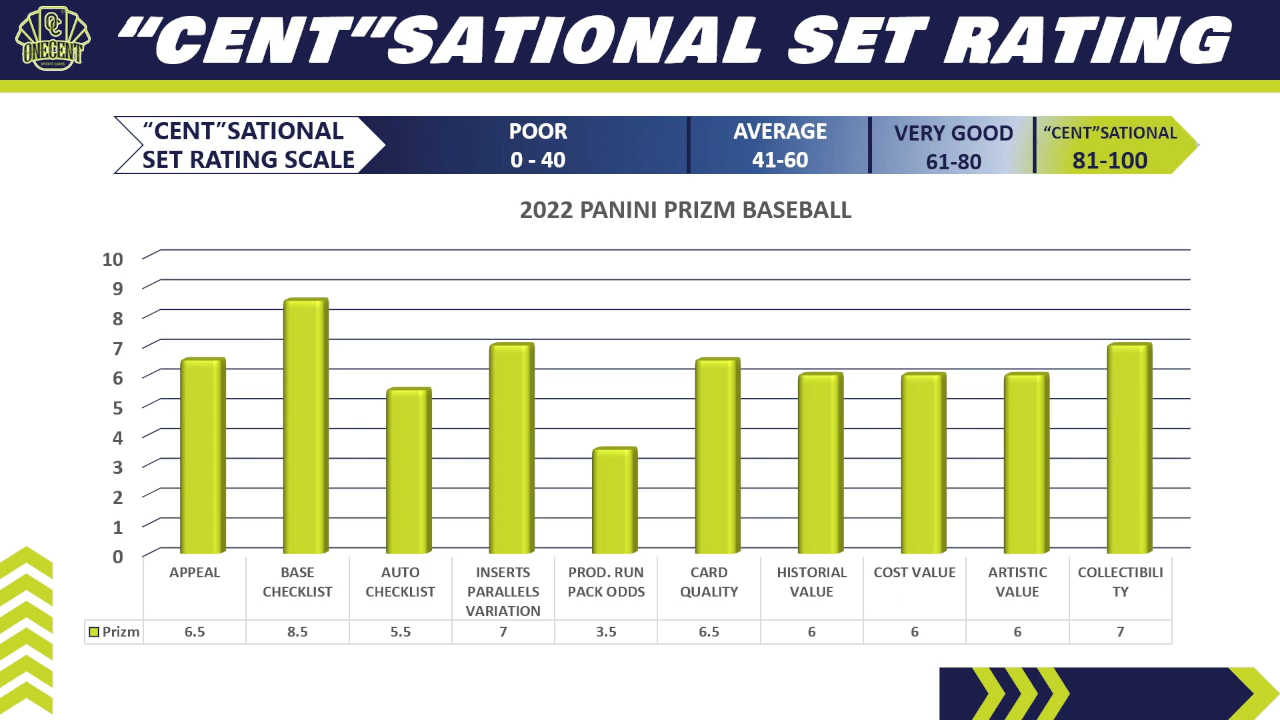 OC
ONECENT
SPORTS CARDS
“CENT”SATIONAL SET RATING
“CENT”SATIONAL
SET RATING SCALE
POOR
0 - 40
AVERAGE
41-60
VERY GOOD
61-80
“CENT”SATIONAL
81-100
2022 PANINI PRIZM BASEBALL
10
9
8
7
6
5
4
3
2
1
0
APPEAL
BASE
CHECKLIST
AUTO
CHECKLIST
INSERTS
PARALLELS
VARIATION
PROD. RUN
PACK ODDS
CARD
QUALITY
HISTORIAL
VALUE
COST VALUE
ARTISTIC
VALUE
COLLECTIBILI
TY
Prizm 6.5 8.5 5.5 7 3.5 6.5 6 6 6 7